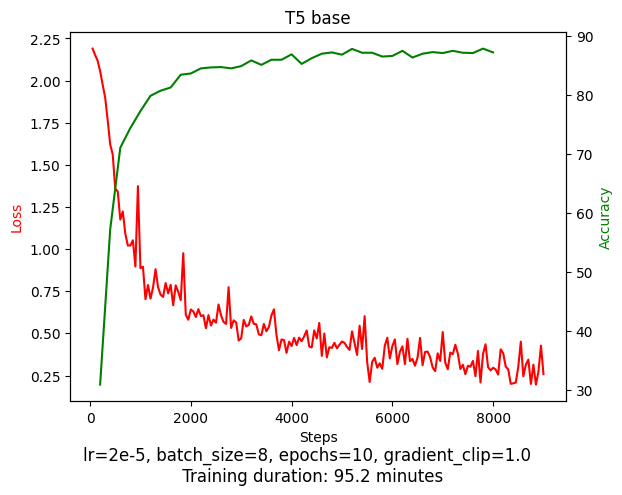 T5 base
2.25
2.00
1.75
1.50
1.25
1.00
0.75
0.50
0.25
Loss
90
80
70
60
50
40
30
Accuracy
0 2000 4000 6000 8000
Steps
lr=2e-5, batch_size=8, epochs=10, gradient_clip=1.0
Training duration: 95.2 minutes